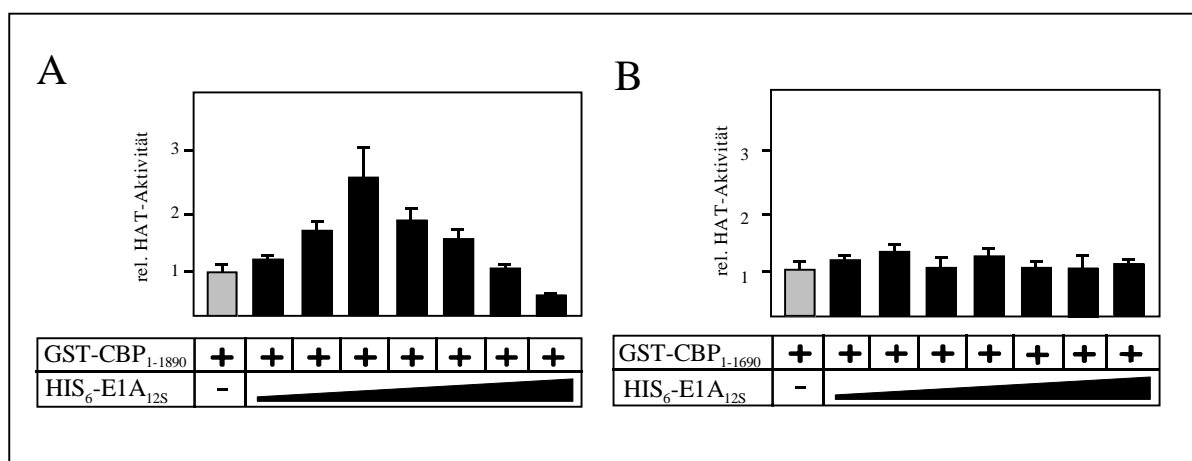 A
rel. HAT-Aktivität
3
2
1
GST-CBP1-1890 + + + + + + + +
HIS6-E1A12S -
B
rel. HAT-Aktivität
3
2
1
GST-CBP1-1690 + + + + + + + +
HIS6-E1A12S -